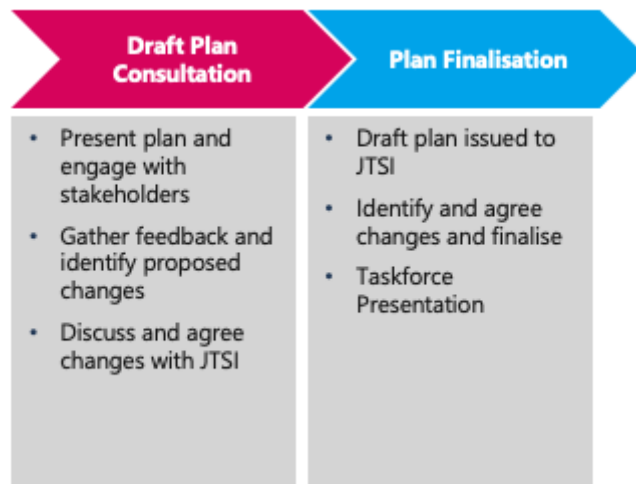 Draft Plan
Consultation
• Present plan and
engage with
stakeholders
• Gather feedback and
identify proposed
changes
• Discuss and agree
changes with JTSI
Plan Finalisation
• Draft plan issued to
JTSI
• Identify and agree
changes and finalise
• Taskforce
Presentation